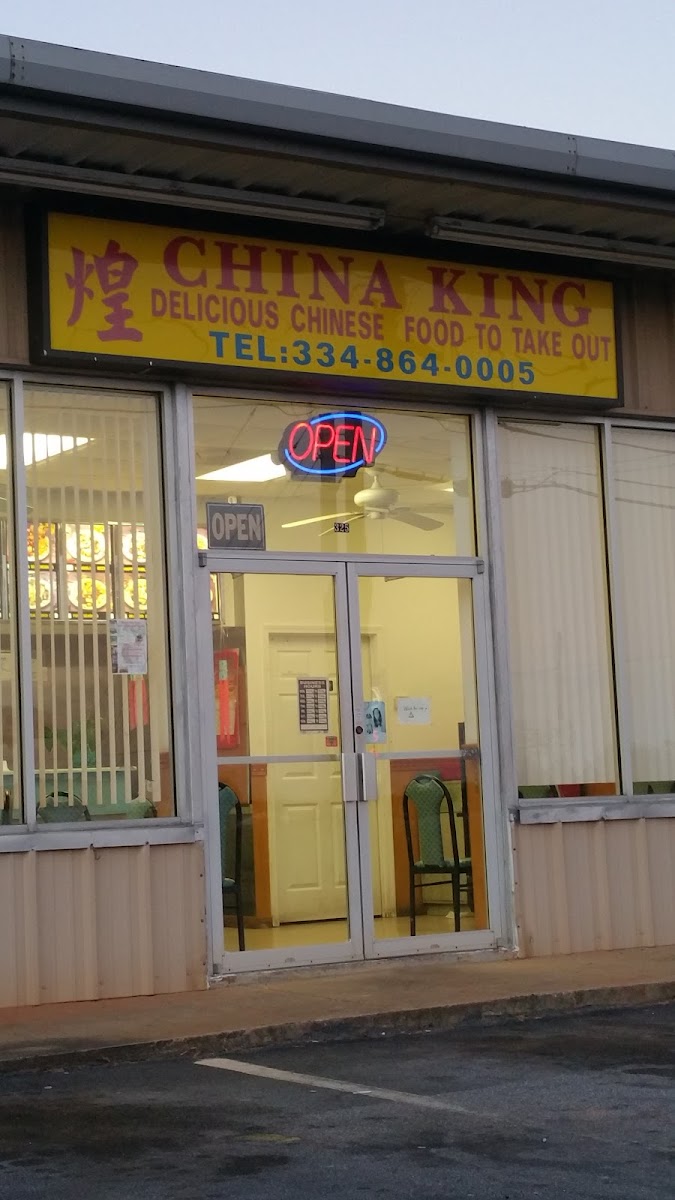 煌
CHINA KING
DELICIOUS CHINESE FOOD TO TAKE OUT
TEL:334-864-0005
OPEN
OPEN
325